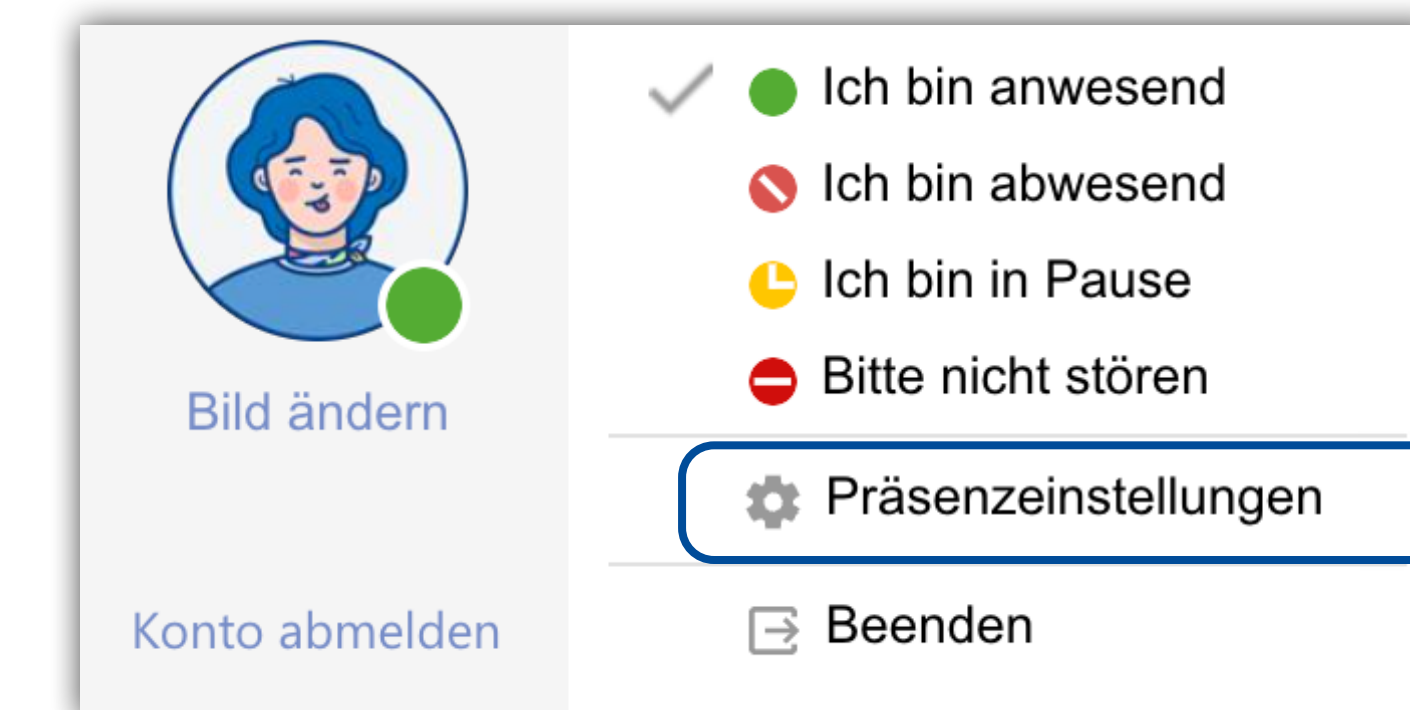 Ich bin anwesend
Ich bin abwesend
Ich bin in Pause
Bitte nicht stören
Bild ändern
Präsenzeinstellungen
Konto abmelden
Beenden